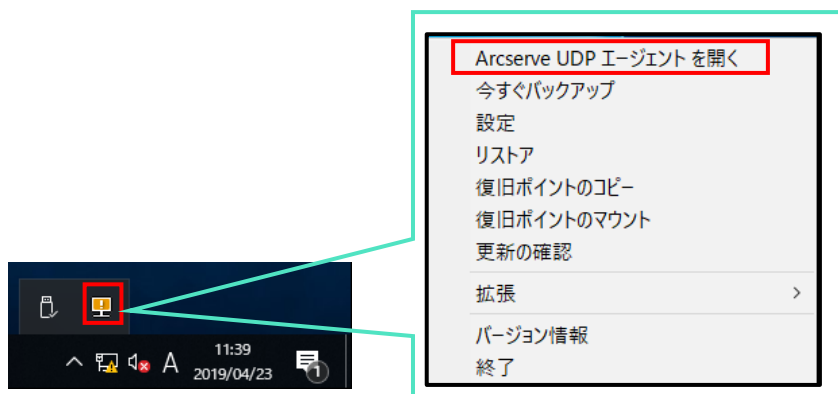 Arcserve UDP エージェント を開く
今すぐバックアップ
設定
リストア
復旧ポイントのコピー
復旧ポイントのマウント
更新の確認
拡張
バージョン情報
終了
A
11:39
2019/04/23
1